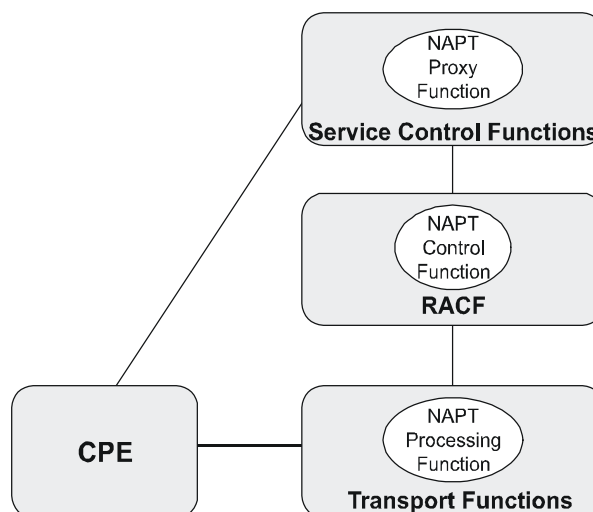 NAPT
Proxy
Function
Service Control Functions
NAPT
Control
Function
RACF
CPE
NAPT
Processing
Function
Transport Functions